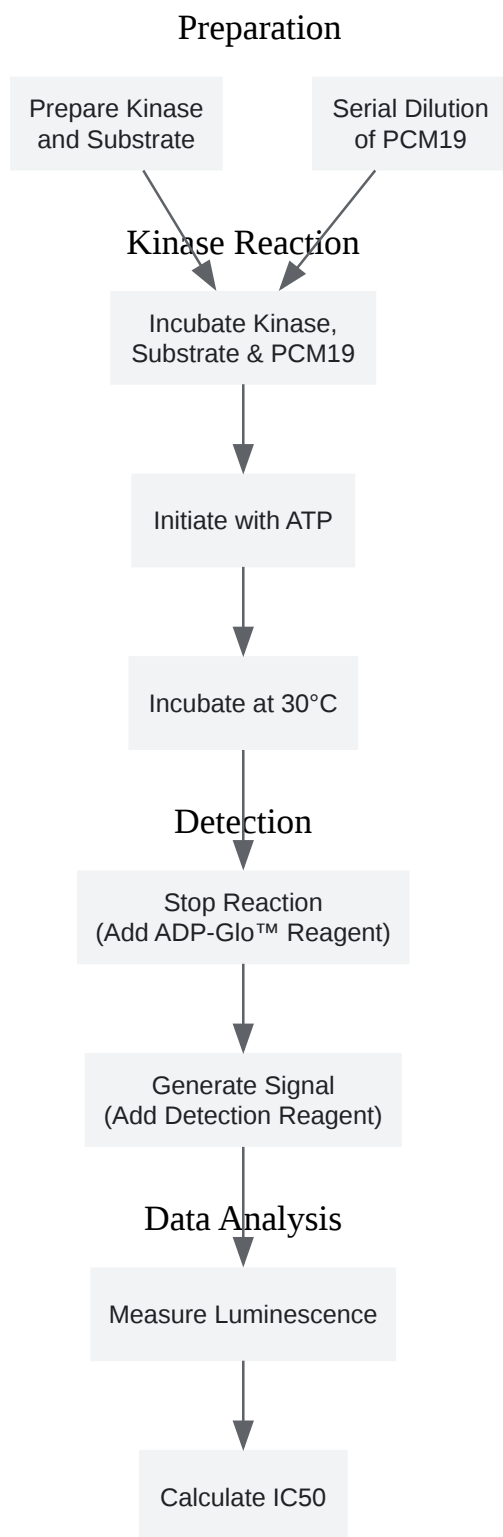 Preparation
Prepare Kinase
and Substrate
Serial Dilution
of PCM19
Kinase Reaction
Incubate Kinase,
Substrate & PCM19
Initiate with ATP
Incubate at 30°C
Detection
Stop Reaction
(Add ADP-Glo™ Reagent)
Generate Signal
(Add Detection Reagent)
Data Analysis
Measure Luminescence
Calculate IC50